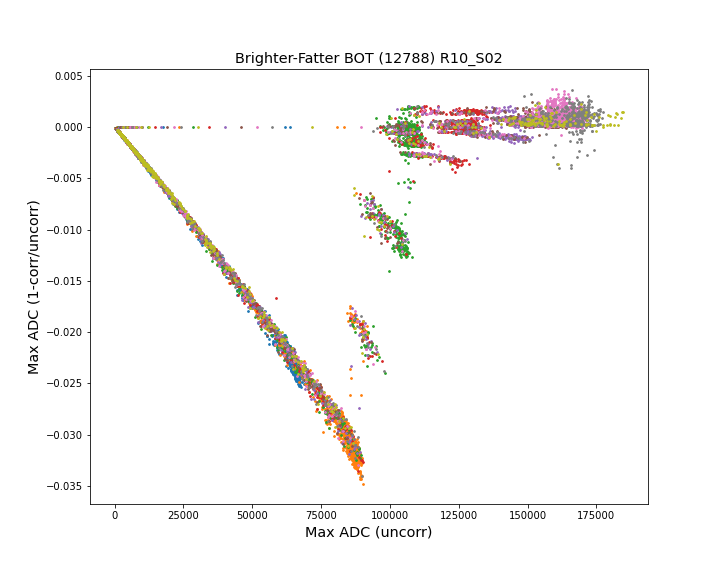 Brighter-Fatter BOT (12788) R10_S02
Max ADC (1-corr/uncorr)
0.005
0.000
−0.005
−0.010
−0.015
−0.020
−0.025
−0.030
−0.035
0 25000 50000 75000 100000 125000 150000 175000
Max ADC (uncorr)